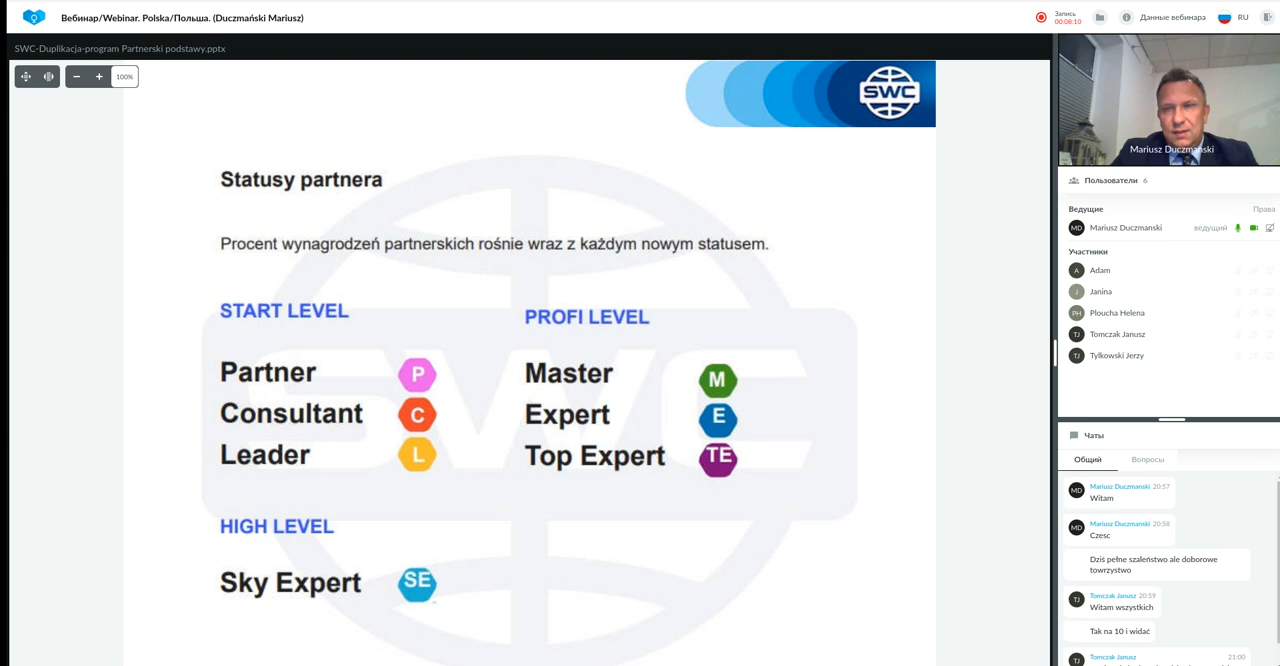 Вебинар/Webinar. Polska/Польша. (Duczmański Mariusz)
Запись
00:08:10
Данные вебинара
RU
SWC-Duplikacja-program Partnerski podstawy.pptx
100%
SWC
Statusy partnera
Procent wynagrodzeń partnerskich rośnie wraz z każdym nowym statusem.
START LEVEL
Partner P
Consultant C
Leader L
PROFI LEVEL
Master M
Expert E
Top Expert TE
HIGH LEVEL
Sky Expert SE
SWC
Mariusz Duczmański
Пользователи 6
Ведущие Права
MD Mariusz Duczmanski ведущий
Участники
A Adam
J Janina
PH Ploucha Helena
TJ Tomczak Janusz
TJ Tylkowski Jerzy
Чаты
Общий Вопросы
MD Mariusz Duczmanski 20:57
Witam
MD Mariusz Duczmanski 20:58
Czesc
Dziś pełne szaleństwo ale doborowe
towrzystwo
TJ Tomczak Janusz 20:59
Witam wszystkich
Tak na 10 i widać
TJ Tomczak Janusz 21:00